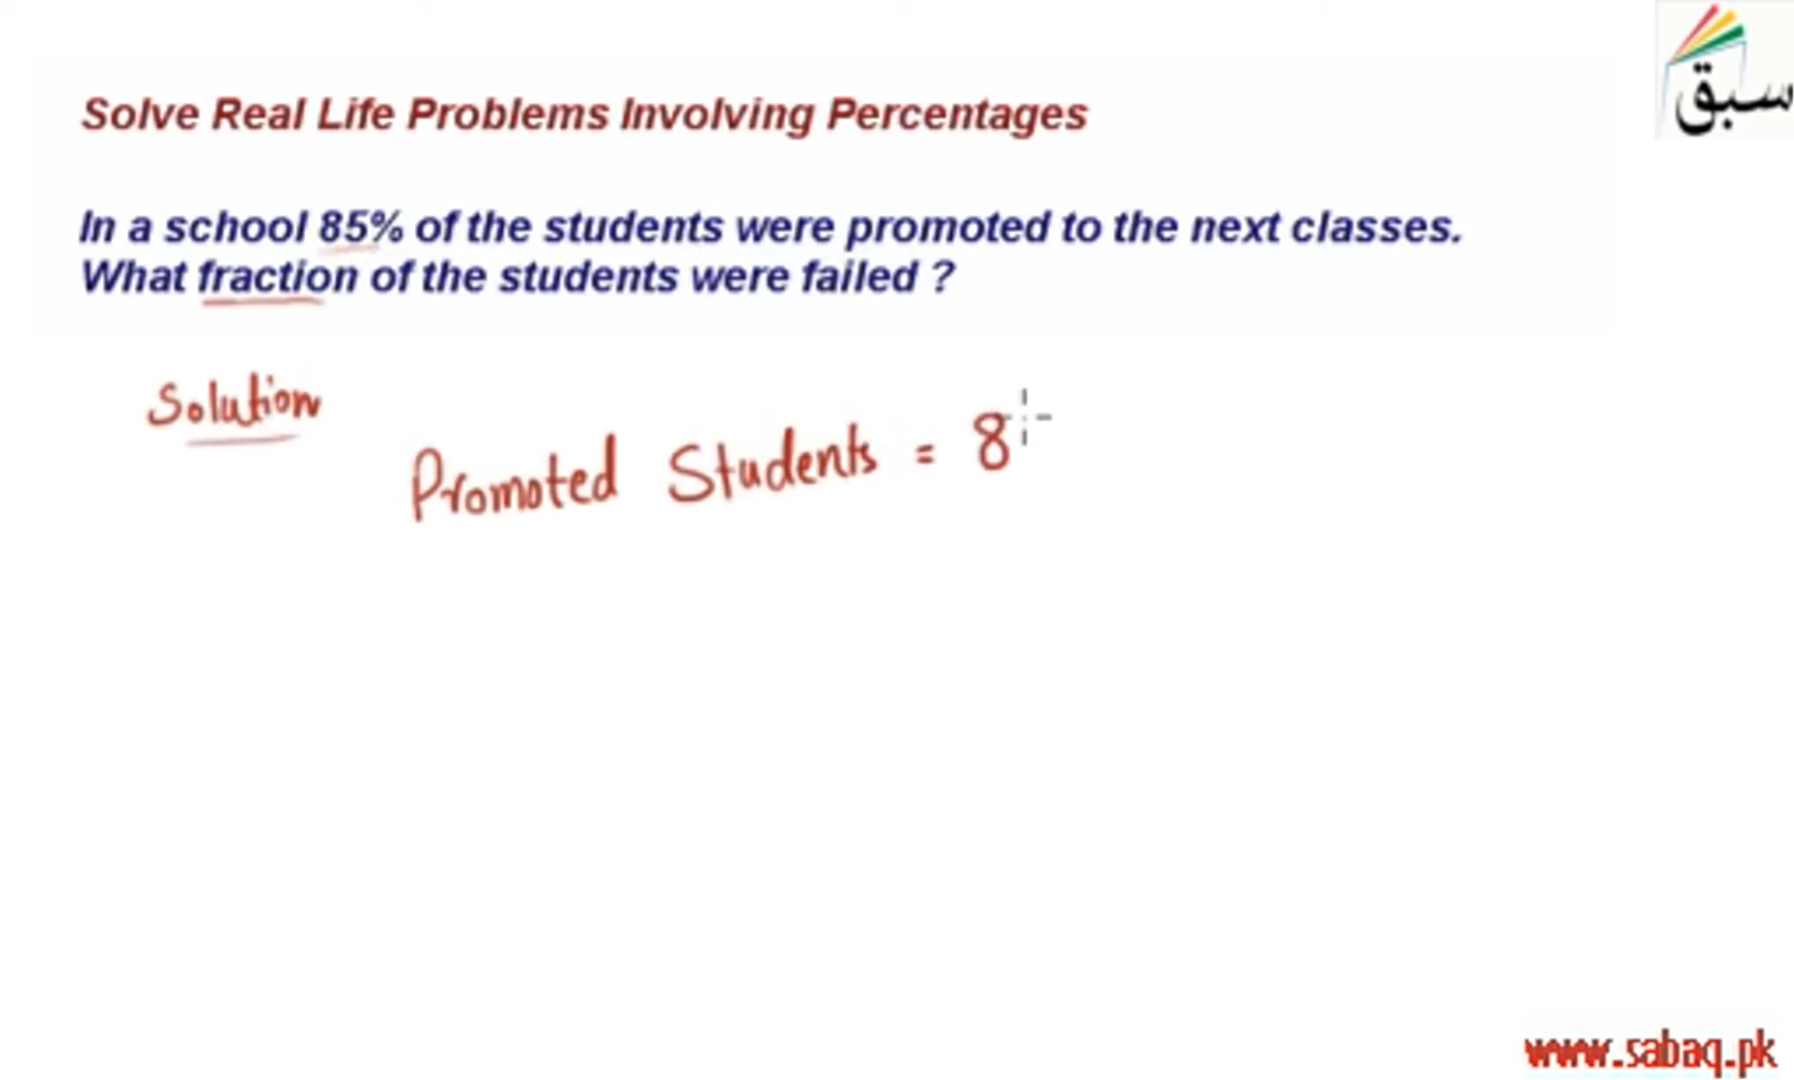 سبق
Solve Real Life Problems Involving Percentages
In a school 85% of the students were promoted to the next classes.
What fraction of the students were failed ?
Solution
Promoted Students = 8
www.sabaq.pk